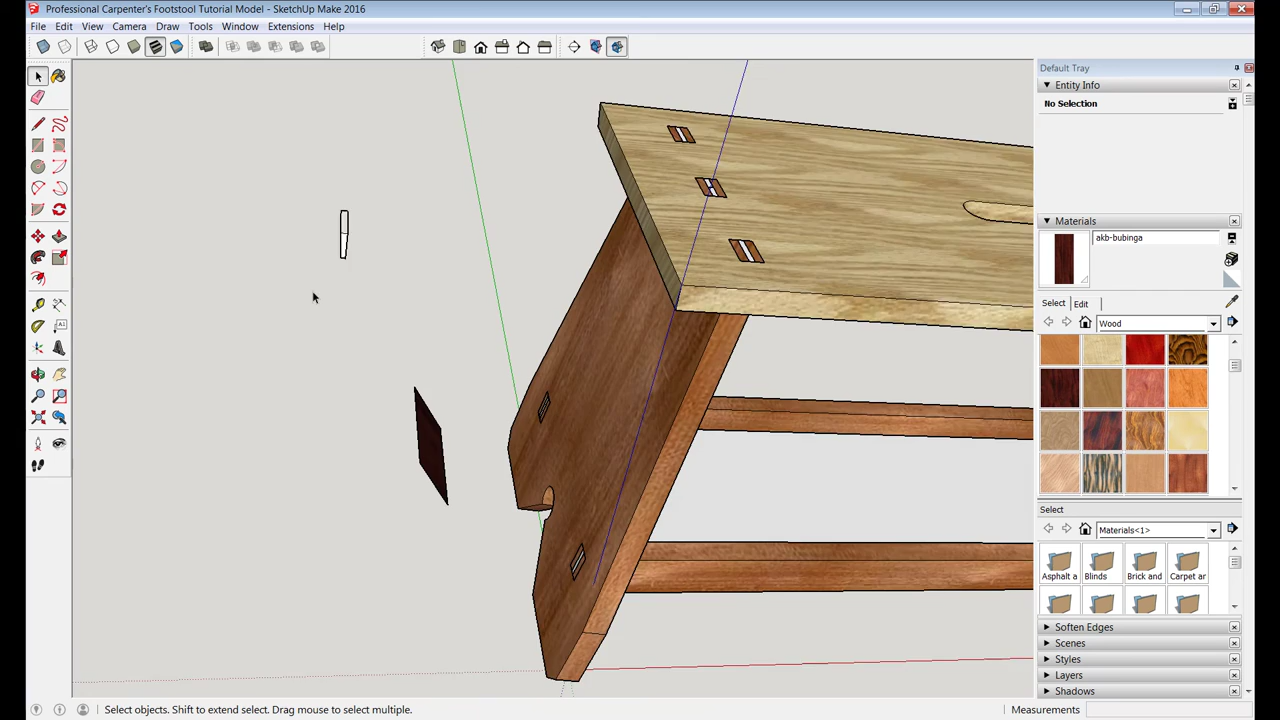 Professional Carpenter's Footstool Tutorial Model - SketchUp Make 2016
File Edit View Camera Draw Tools Window Extensions Help
Default Tray
Entity Info
No Selection
Materials
akb-bubinga
Select Edit
Wood
A1
Select
Materials<1>
Asphalt a Blinds Brick and Carpet ar
Soften Edges
Scenes
Styles
Layers
Shadows
Select objects. Shift to extend select. Drag mouse to select multiple.
Measurements